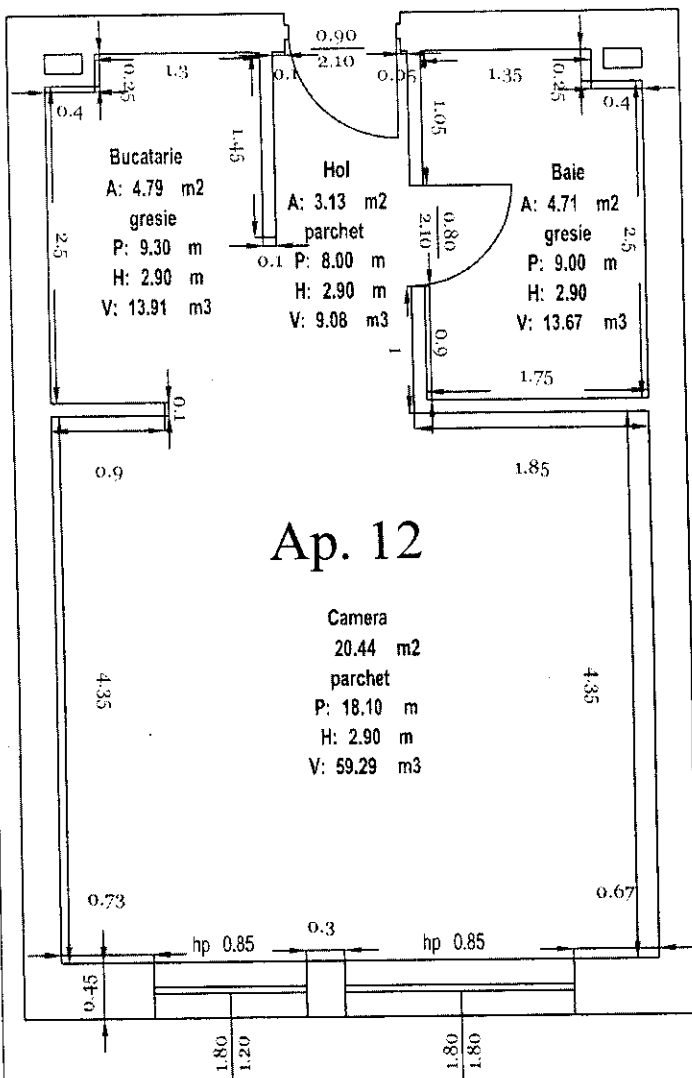 0.90
2.10
0.25
1.3
0.1
0.05
1.35
0.25
0.4
0.4
1.45
1.05
Bucatarie
A: 4.79 m2
gresie
P: 9.30 m
H: 2.90 m
V: 13.91 m3
2.5
0.1
Hol
A: 3.13 m2
parchet
P: 8.00 m
H: 2.90 m
V: 9.08 m3
0.80
2.10
Baie
A: 4.71 m2
gresie
P: 9.00 m
H: 2.90
V: 13.67 m3
2.5
1
0.9
1.75
0.1
0.9
1.85
Ap. 12
Camera
20.44 m2
parchet
P: 18.10 m
H: 2.90 m
V: 59.29 m3
4.35
4.35
0.73
0.67
hp 0.85
0.3
hp 0.85
0.45
1.80
1.20
1.80
1.80